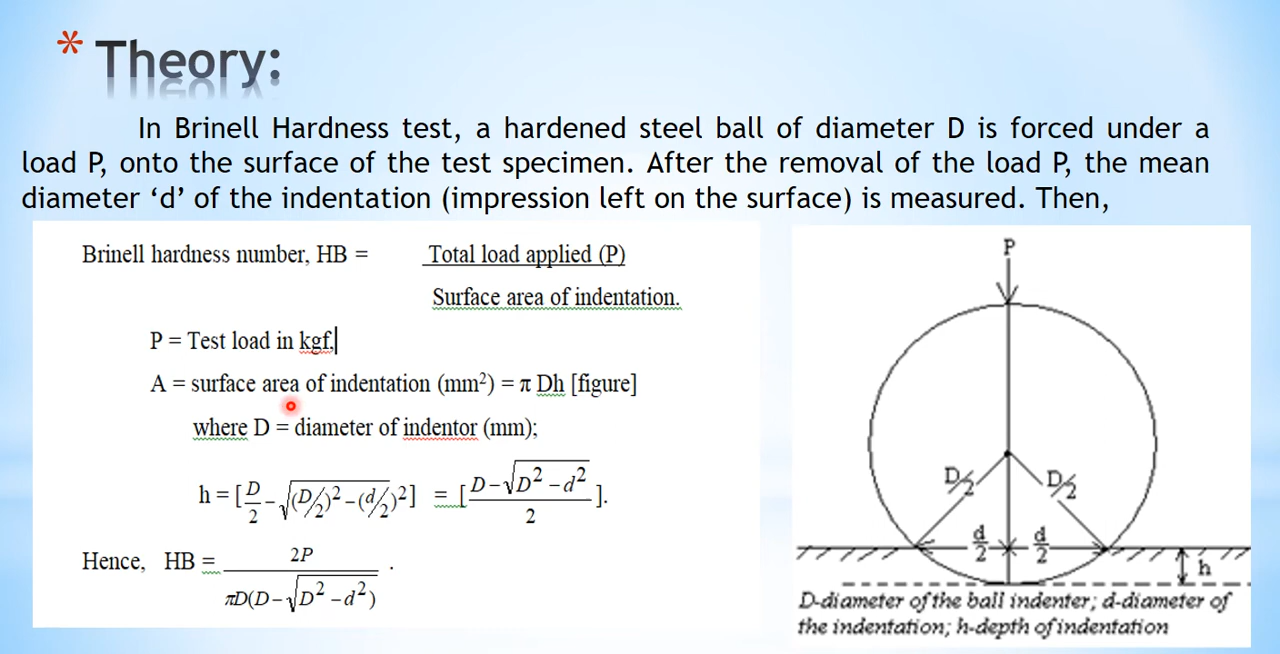 * Theory:
In Brinell Hardness test, a hardened steel ball of diameter D is forced under a
load P, onto the surface of the test specimen. After the removal of the load P, the mean
diameter ‘d’ of the indentation (impression left on the surface) is measured. Then,
Brinell hardness number, HB = Total load applied (P)
Surface area of indentation.
P = Test load in kgf.
A = surface area of indentation (mm²) = π Dh [figure]
where D = diameter of indentor (mm);
h = [D/2 - √(D/2)² - (d/2)²] = [D - √D² - d² / 2].
Hence, HB = 2P / πD(D - √D² - d²) .
P
D/2 D/2
d/2 d/2
h
D-diameter of the ball indenter; d-diameter of
the indentation; h-depth of indentation